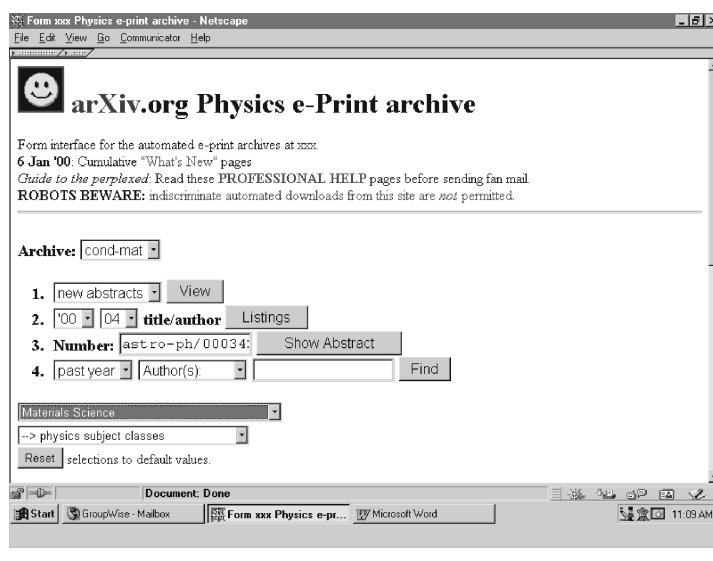 Form xxx Physics e-print archive - Netscape
File Edit View Go Communicator Help
arXiv.org Physics e-Print archive
Form interface for the automated e-print archives at xxx.
6 Jan '00: Cumulative "What's New" pages
Guide to the perplexed: Read these PROFESSIONAL HELP pages before sending fan mail.
ROBOTS BEWARE: indiscriminate automated downloads from this site are not permitted.
Archive: cond-mat
1. new abstracts View
2. '00 04 title/author Listings
3. Number: astro-ph/00034 Show Abstract
4. past year Author(s): Find
Materials Science
--> physics subject classes
Reset selections to default values.
Document: Done
Start GroupWise - Mailbox Form xxx Physics e-pr... Microsoft Word 11:09 AM